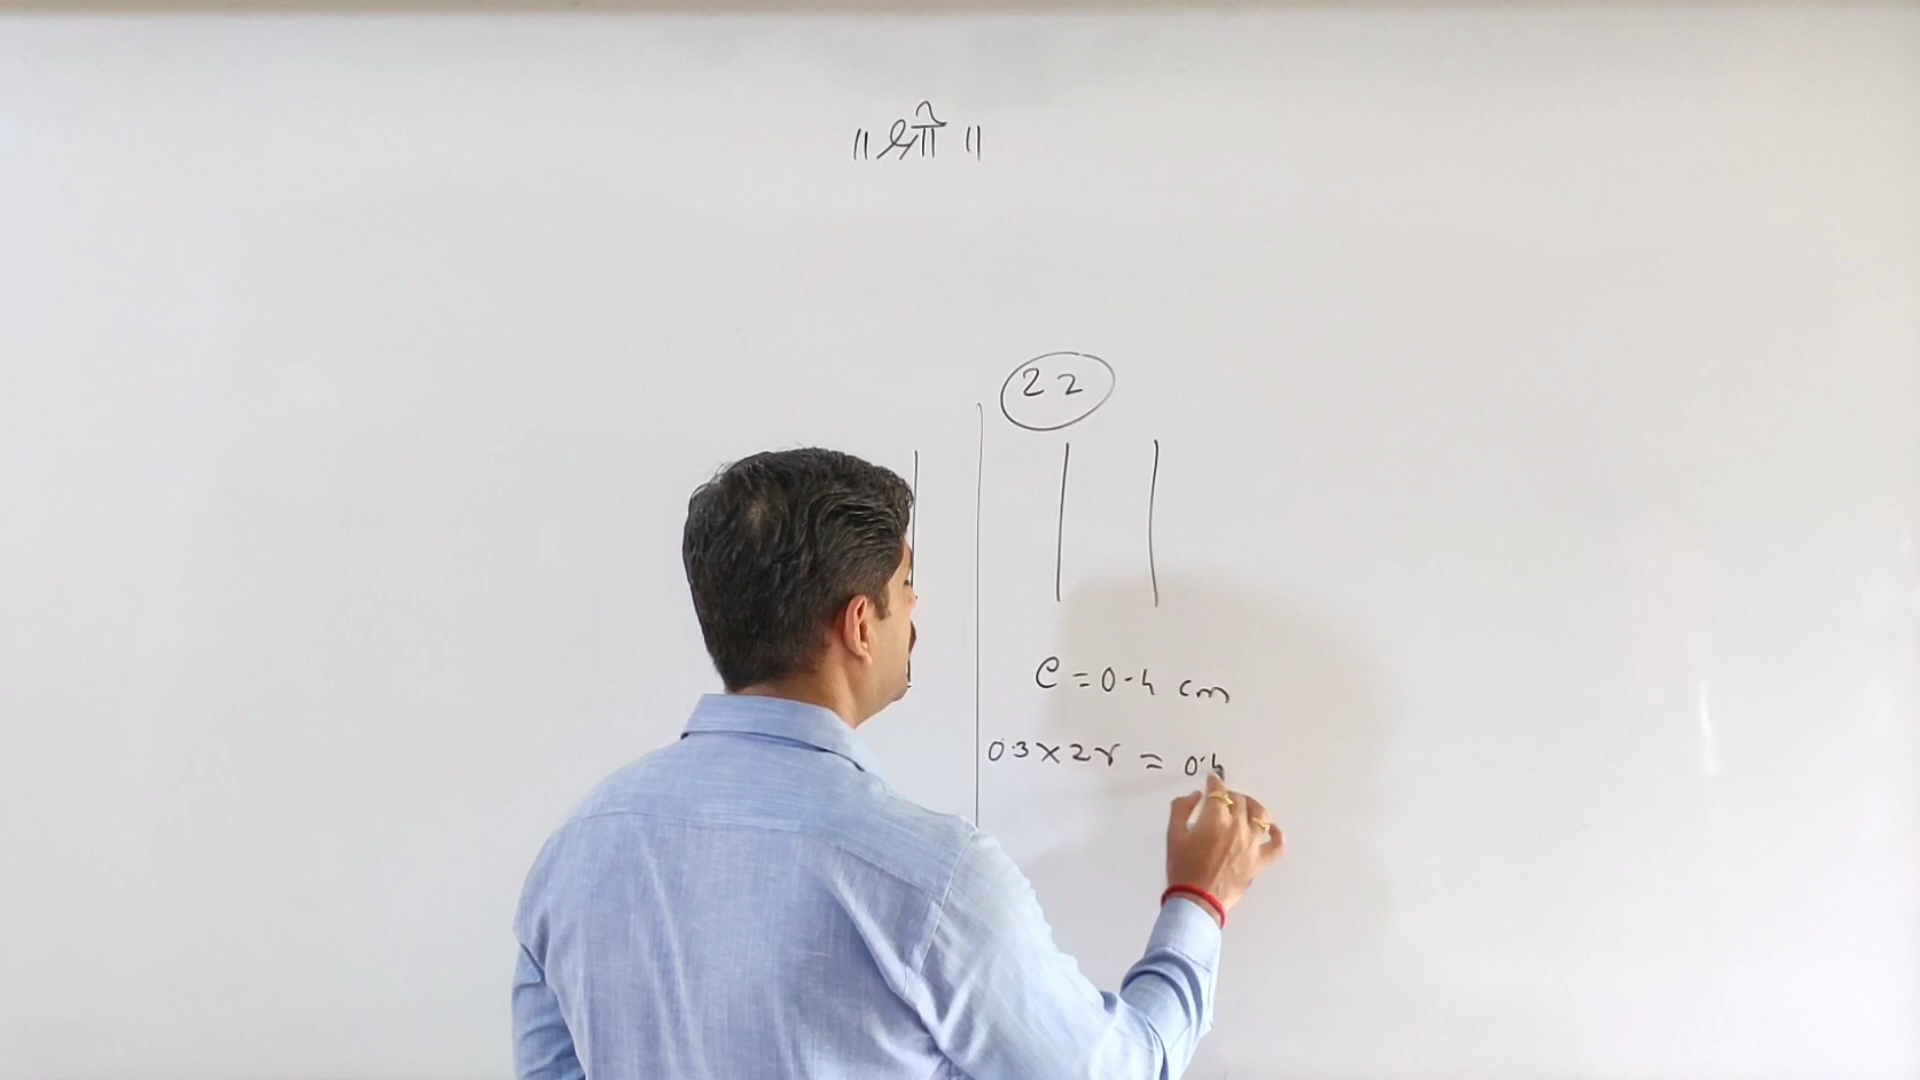 ॥ श्री ॥
22
e = 0.4 cm
0.3 × 2r = 0.4